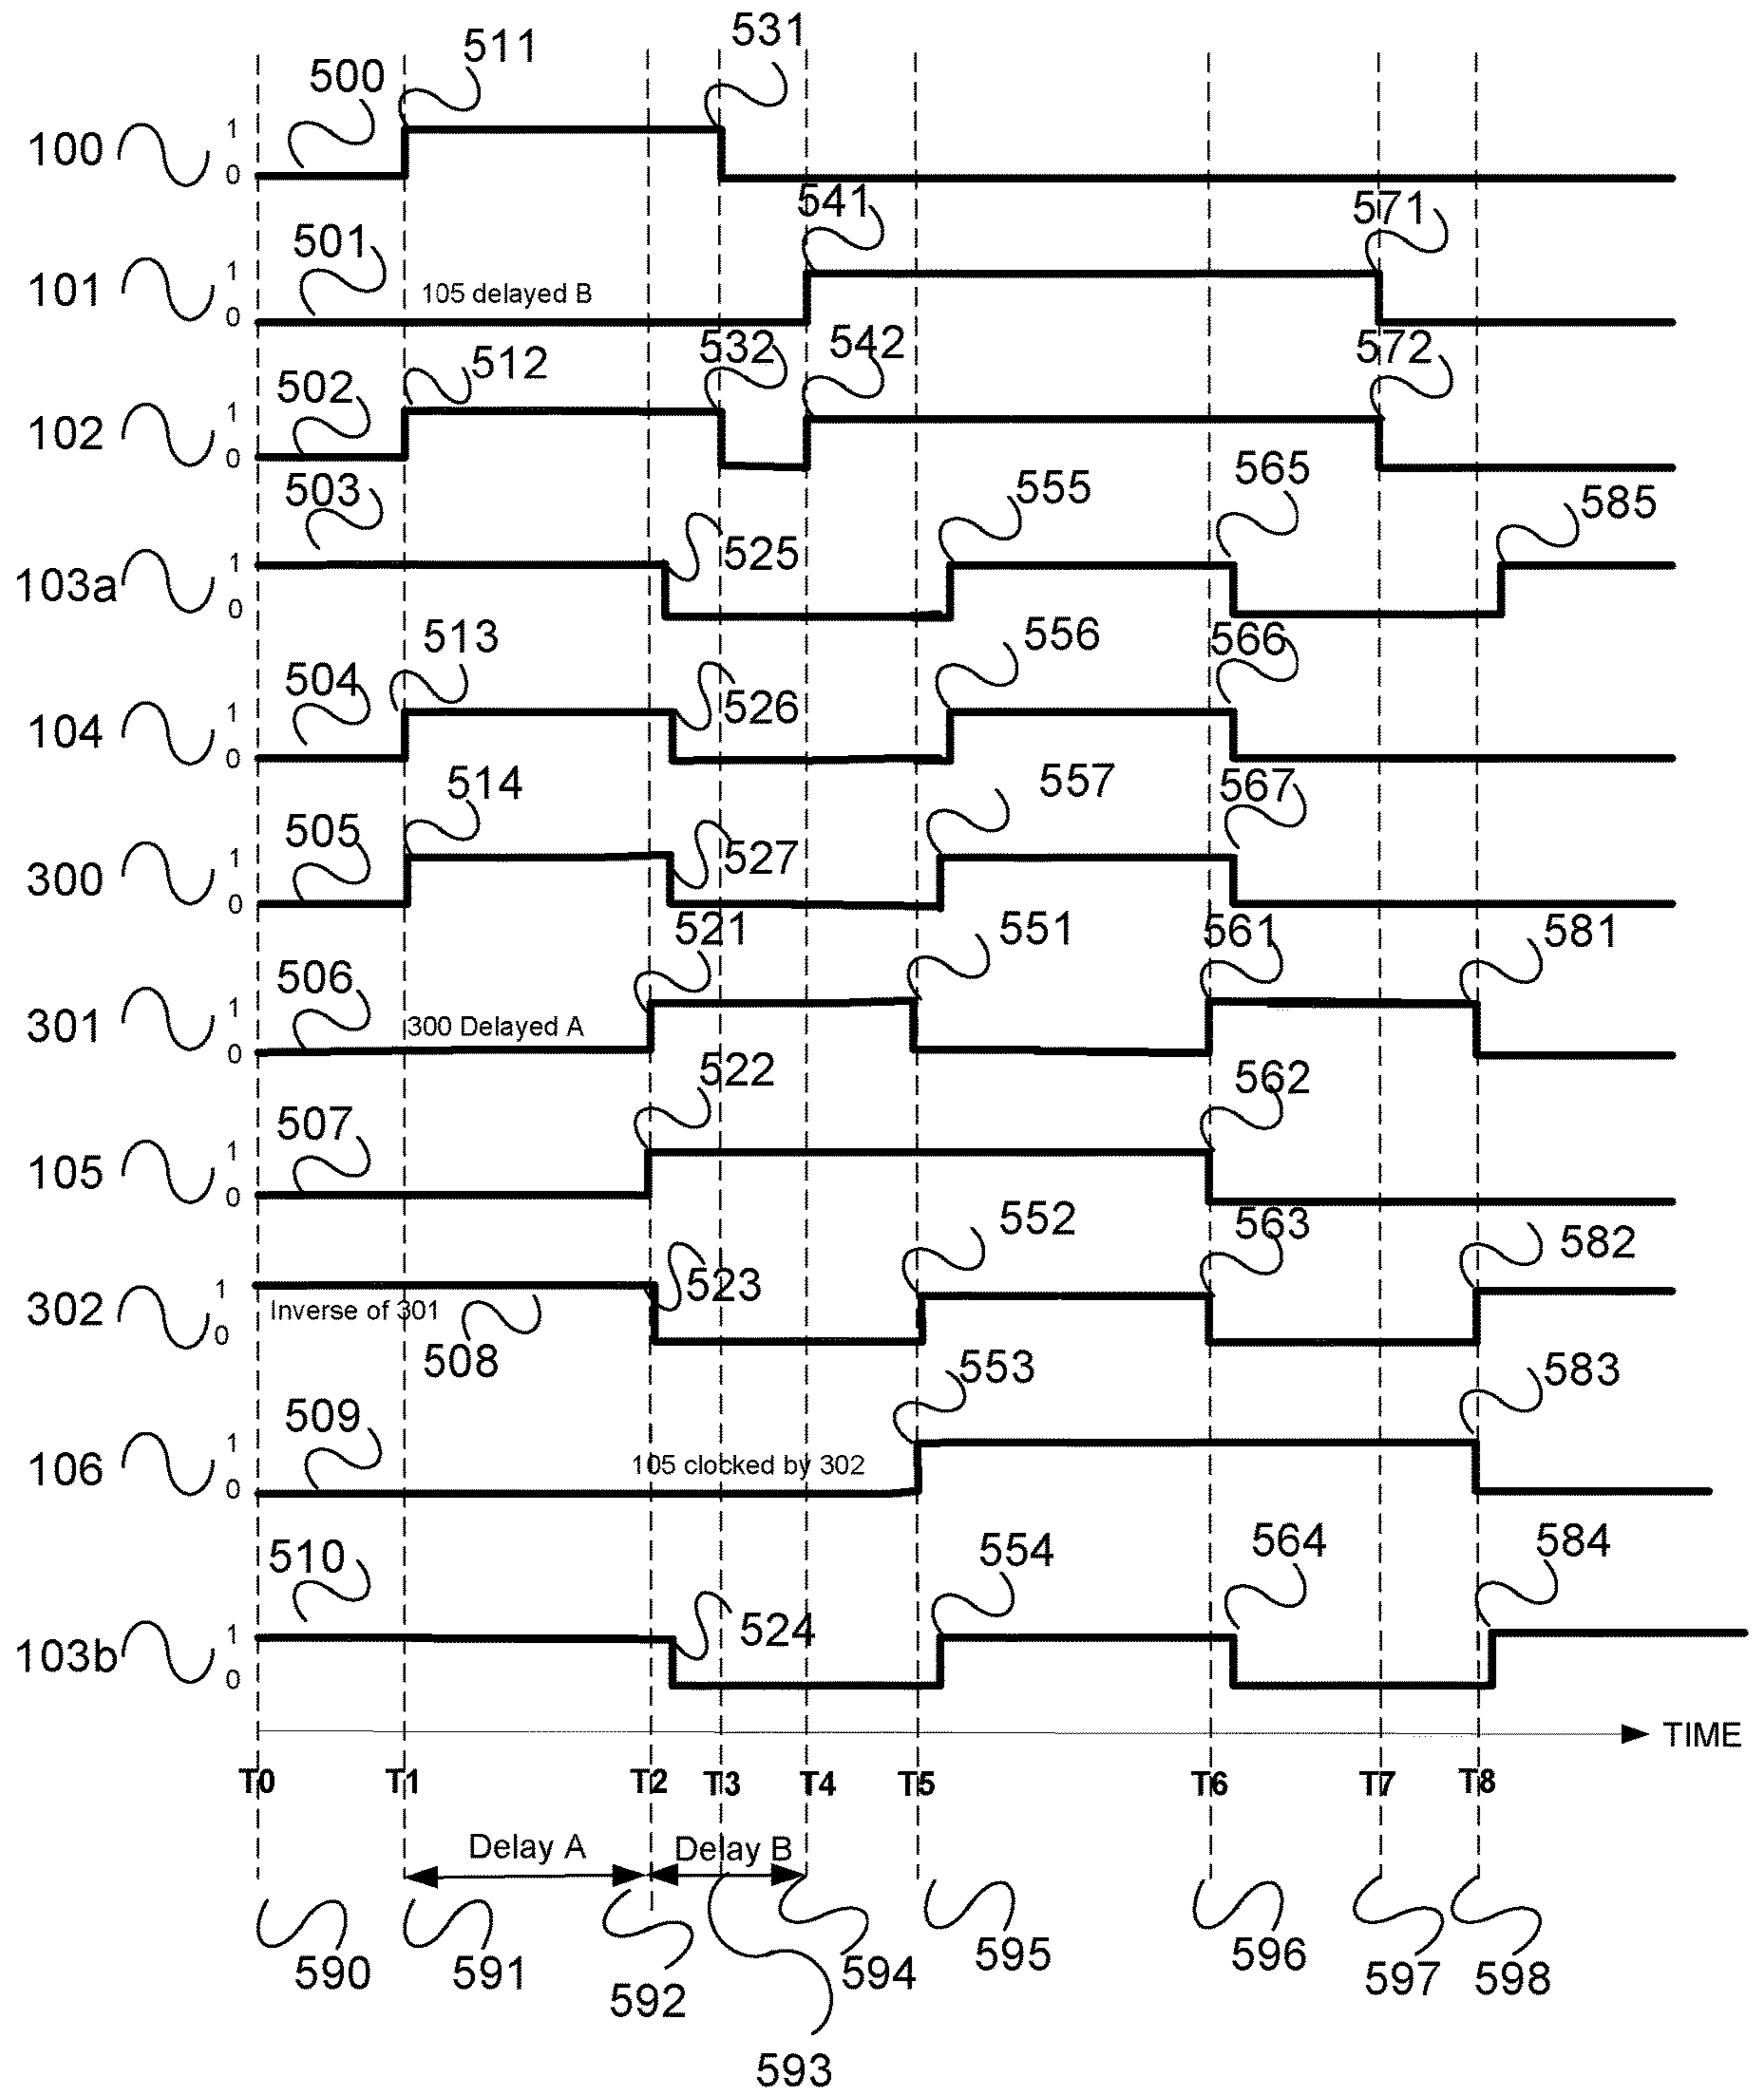 531
511
500
100 1 0
541
571
501
101 1 0
105 delayed B
532 542 572
512
502
102 1 0
565
555
585
503
525
103a 1 0
556
513
566
504
526
104 1 0
557
514
567
505
527
300 1 0
521 551 561 581
506
301 1 0
300 Delayed A
522
562
507
105 1 0
552
563
582
523
302 1 0
Inverse of 301
508
553
583
509
106 1 0
105 clocked by 302
510
554
564
584
524
103b 1 0
TIME
T0 T1 T2 T3 T4 T5 T6 T7 T8
Delay A Delay B
590 591 592 594 595 596 597 598
593